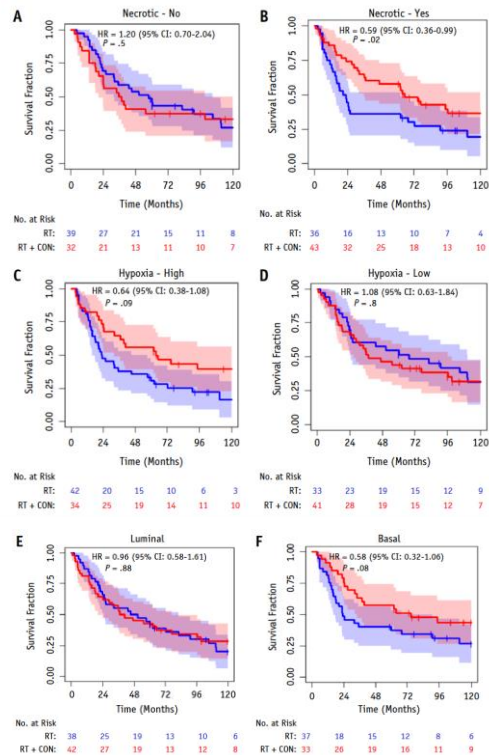 A
Necrotic - No
HR = 1.20 (95% CI: 0.70-2.04)
P = .5
Survival Fraction
1.00
0.75
0.50
0.25
0.00
0 24 48 72 96 120
Time (Months)
No. at Risk
RT: 39 27 21 15 11 8
RT + CON: 32 21 13 11 10 7
B
Necrotic - Yes
HR = 0.59 (95% CI: 0.36-0.99)
P = .02
Survival Fraction
1.00
0.75
0.50
0.25
0.00
0 24 48 72 96 120
Time (Months)
No. at Risk
RT: 36 16 13 10 7 4
RT + CON: 43 32 25 18 13 10
C
Hypoxia - High
HR = 0.64 (95% CI: 0.38-1.08)
P = .09
Survival Fraction
1.00
0.75
0.50
0.25
0.00
0 24 48 72 96 120
Time (Months)
No. at Risk
RT: 42 20 15 10 6 3
RT + CON: 34 25 19 14 11 10
D
Hypoxia - Low
HR = 1.08 (95% CI: 0.63-1.84)
P = .8
Survival Fraction
1.00
0.75
0.50
0.25
0.00
0 24 48 72 96 120
Time (Months)
No. at Risk
RT: 33 23 19 15 12 9
RT + CON: 41 28 19 15 12 7
E
Luminal
HR = 0.96 (95% CI: 0.58-1.61)
P = .88
Survival Fraction
1.00
0.75
0.50
0.25
0.00
0 24 48 72 96 120
Time (Months)
No. at Risk
RT: 38 25 19 13 10 6
RT + CON: 42 27 19 13 12 8
F
Basal
HR = 0.58 (95% CI: 0.32-1.06)
P = .08
Survival Fraction
1.00
0.75
0.50
0.25
0.00
0 24 48 72 96 120
Time (Months)
No. at Risk
RT: 37 18 15 12 8 6
RT + CON: 33 26 19 16 11 9